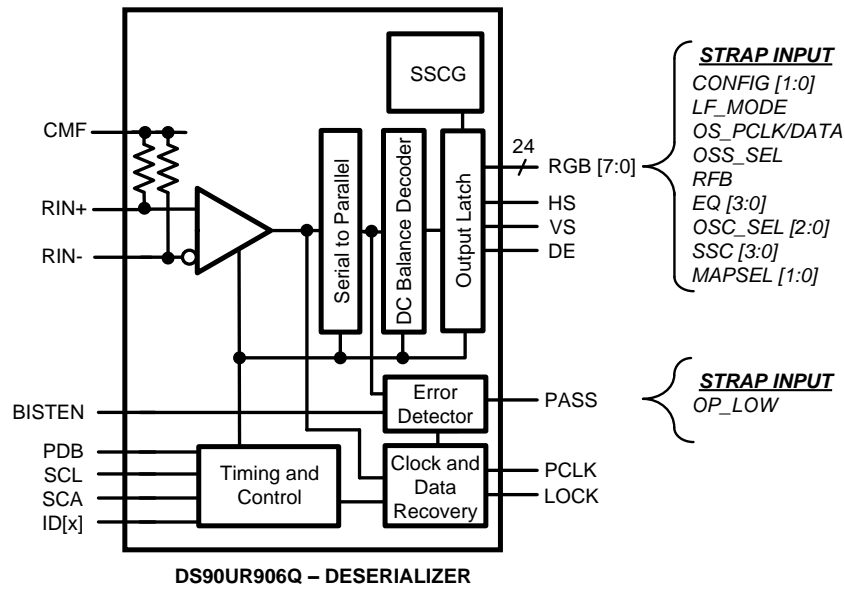 SSCG
CMF
RIN+
RIN-
Serial to Parallel
DC Balance Decoder
Output Latch
24
RGB [7:0]
HS
VS
DE
STRAP INPUT
CONFIG [1:0]
LF_MODE
OS_PCLK/DATA
OSS_SEL
RFB
EQ [3:0]
OSC_SEL [2:0]
SSC [3:0]
MAPSEL [1:0]
BISTEN
Error
Detector
PASS
STRAP INPUT
OP_LOW
PDB
SCL
SCA
ID[x]
Timing and
Control
Clock and
Data
Recovery
PCLK
LOCK
DS90UR906Q – DESERIALIZER